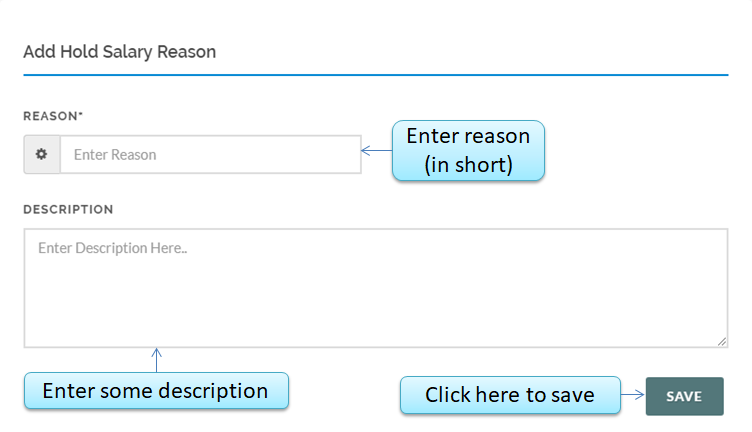 Add Hold Salary Reason
REASON*
Enter Reason
Enter reason
(in short)
DESCRIPTION
Enter Description Here..
Enter some description
Click here to save
SAVE